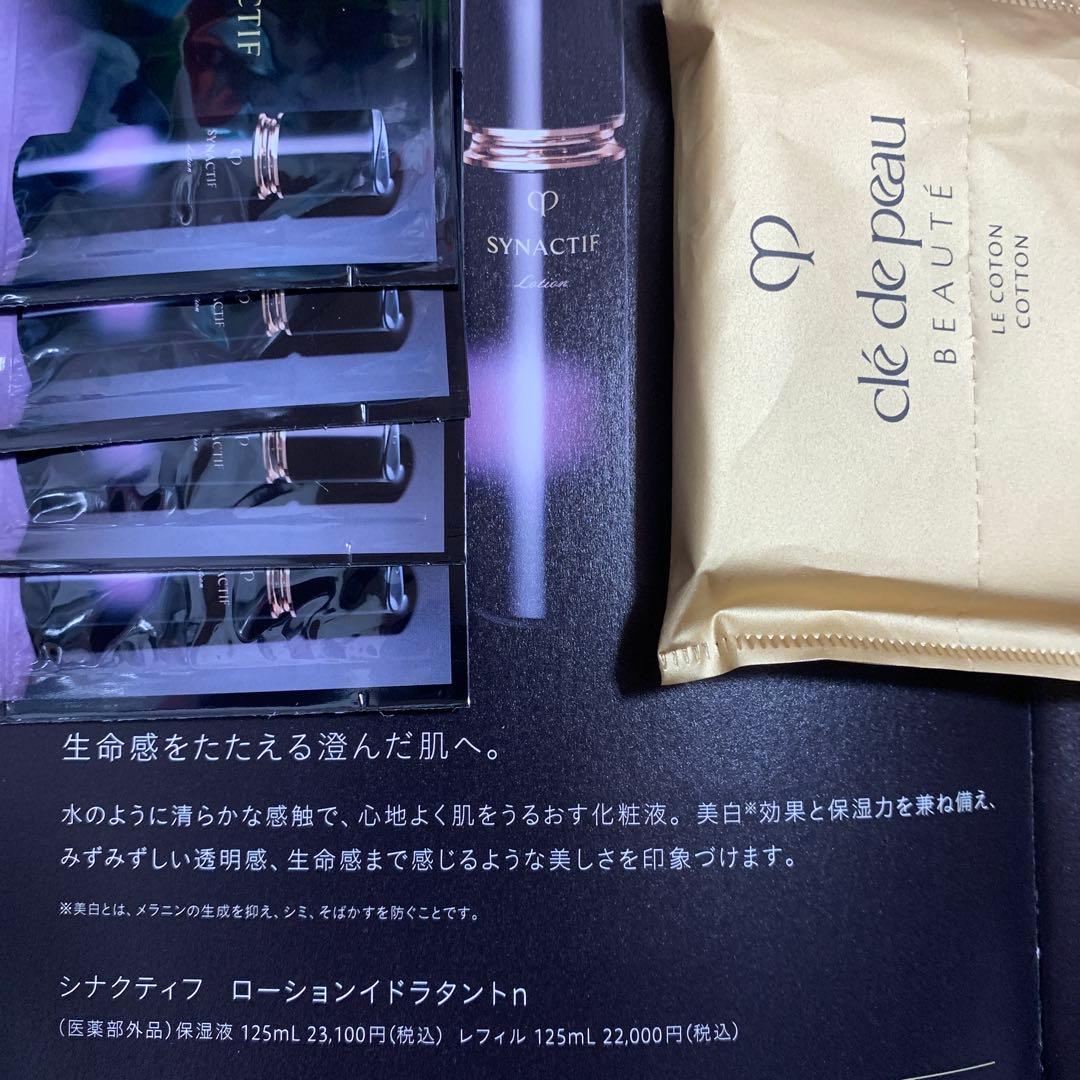 CTIF
SYNACTIF
Lotion
SYNACTIF
Lotion
clé de peau
BEAUTÉ
LE COTON
COTTON
生命感をたたえる澄んだ肌へ。
水のように清らかな感触で、心地よく肌をうるおす化粧液。美白※効果と保湿力を兼ね備え、
みずみずしい透明感、生命感まで感じるような美しさを印象づけます。
※美白とは、メラニンの生成を抑え、シミ、そばかすを防ぐことです。
シナクティフ ローションイドラタントn
（医薬部外品）保湿液 125mL 23,100円（税込） レフィル 125mL 22,000円（税込）